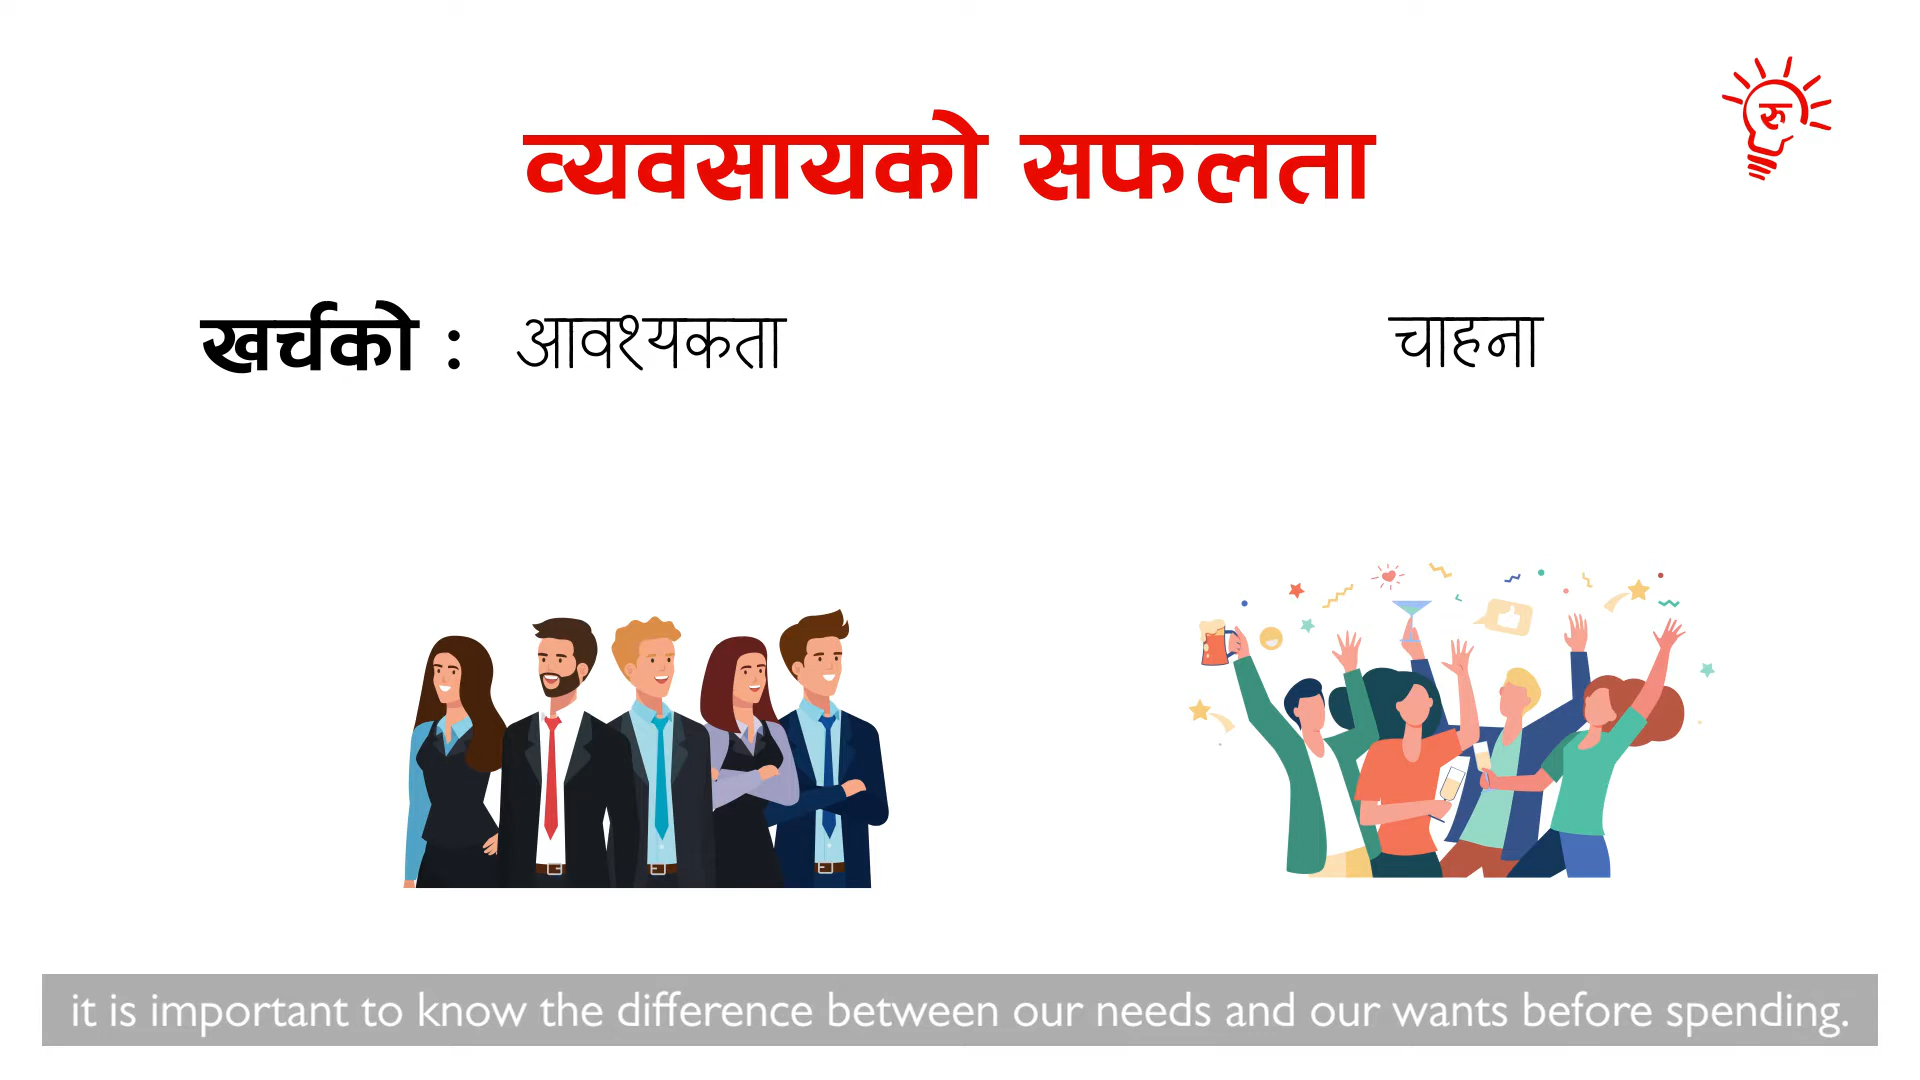 रु
व्यवसायको सफलता
खर्चको : आवश्यकता चाहना
it is important to know the difference between our needs and our wants before spending.